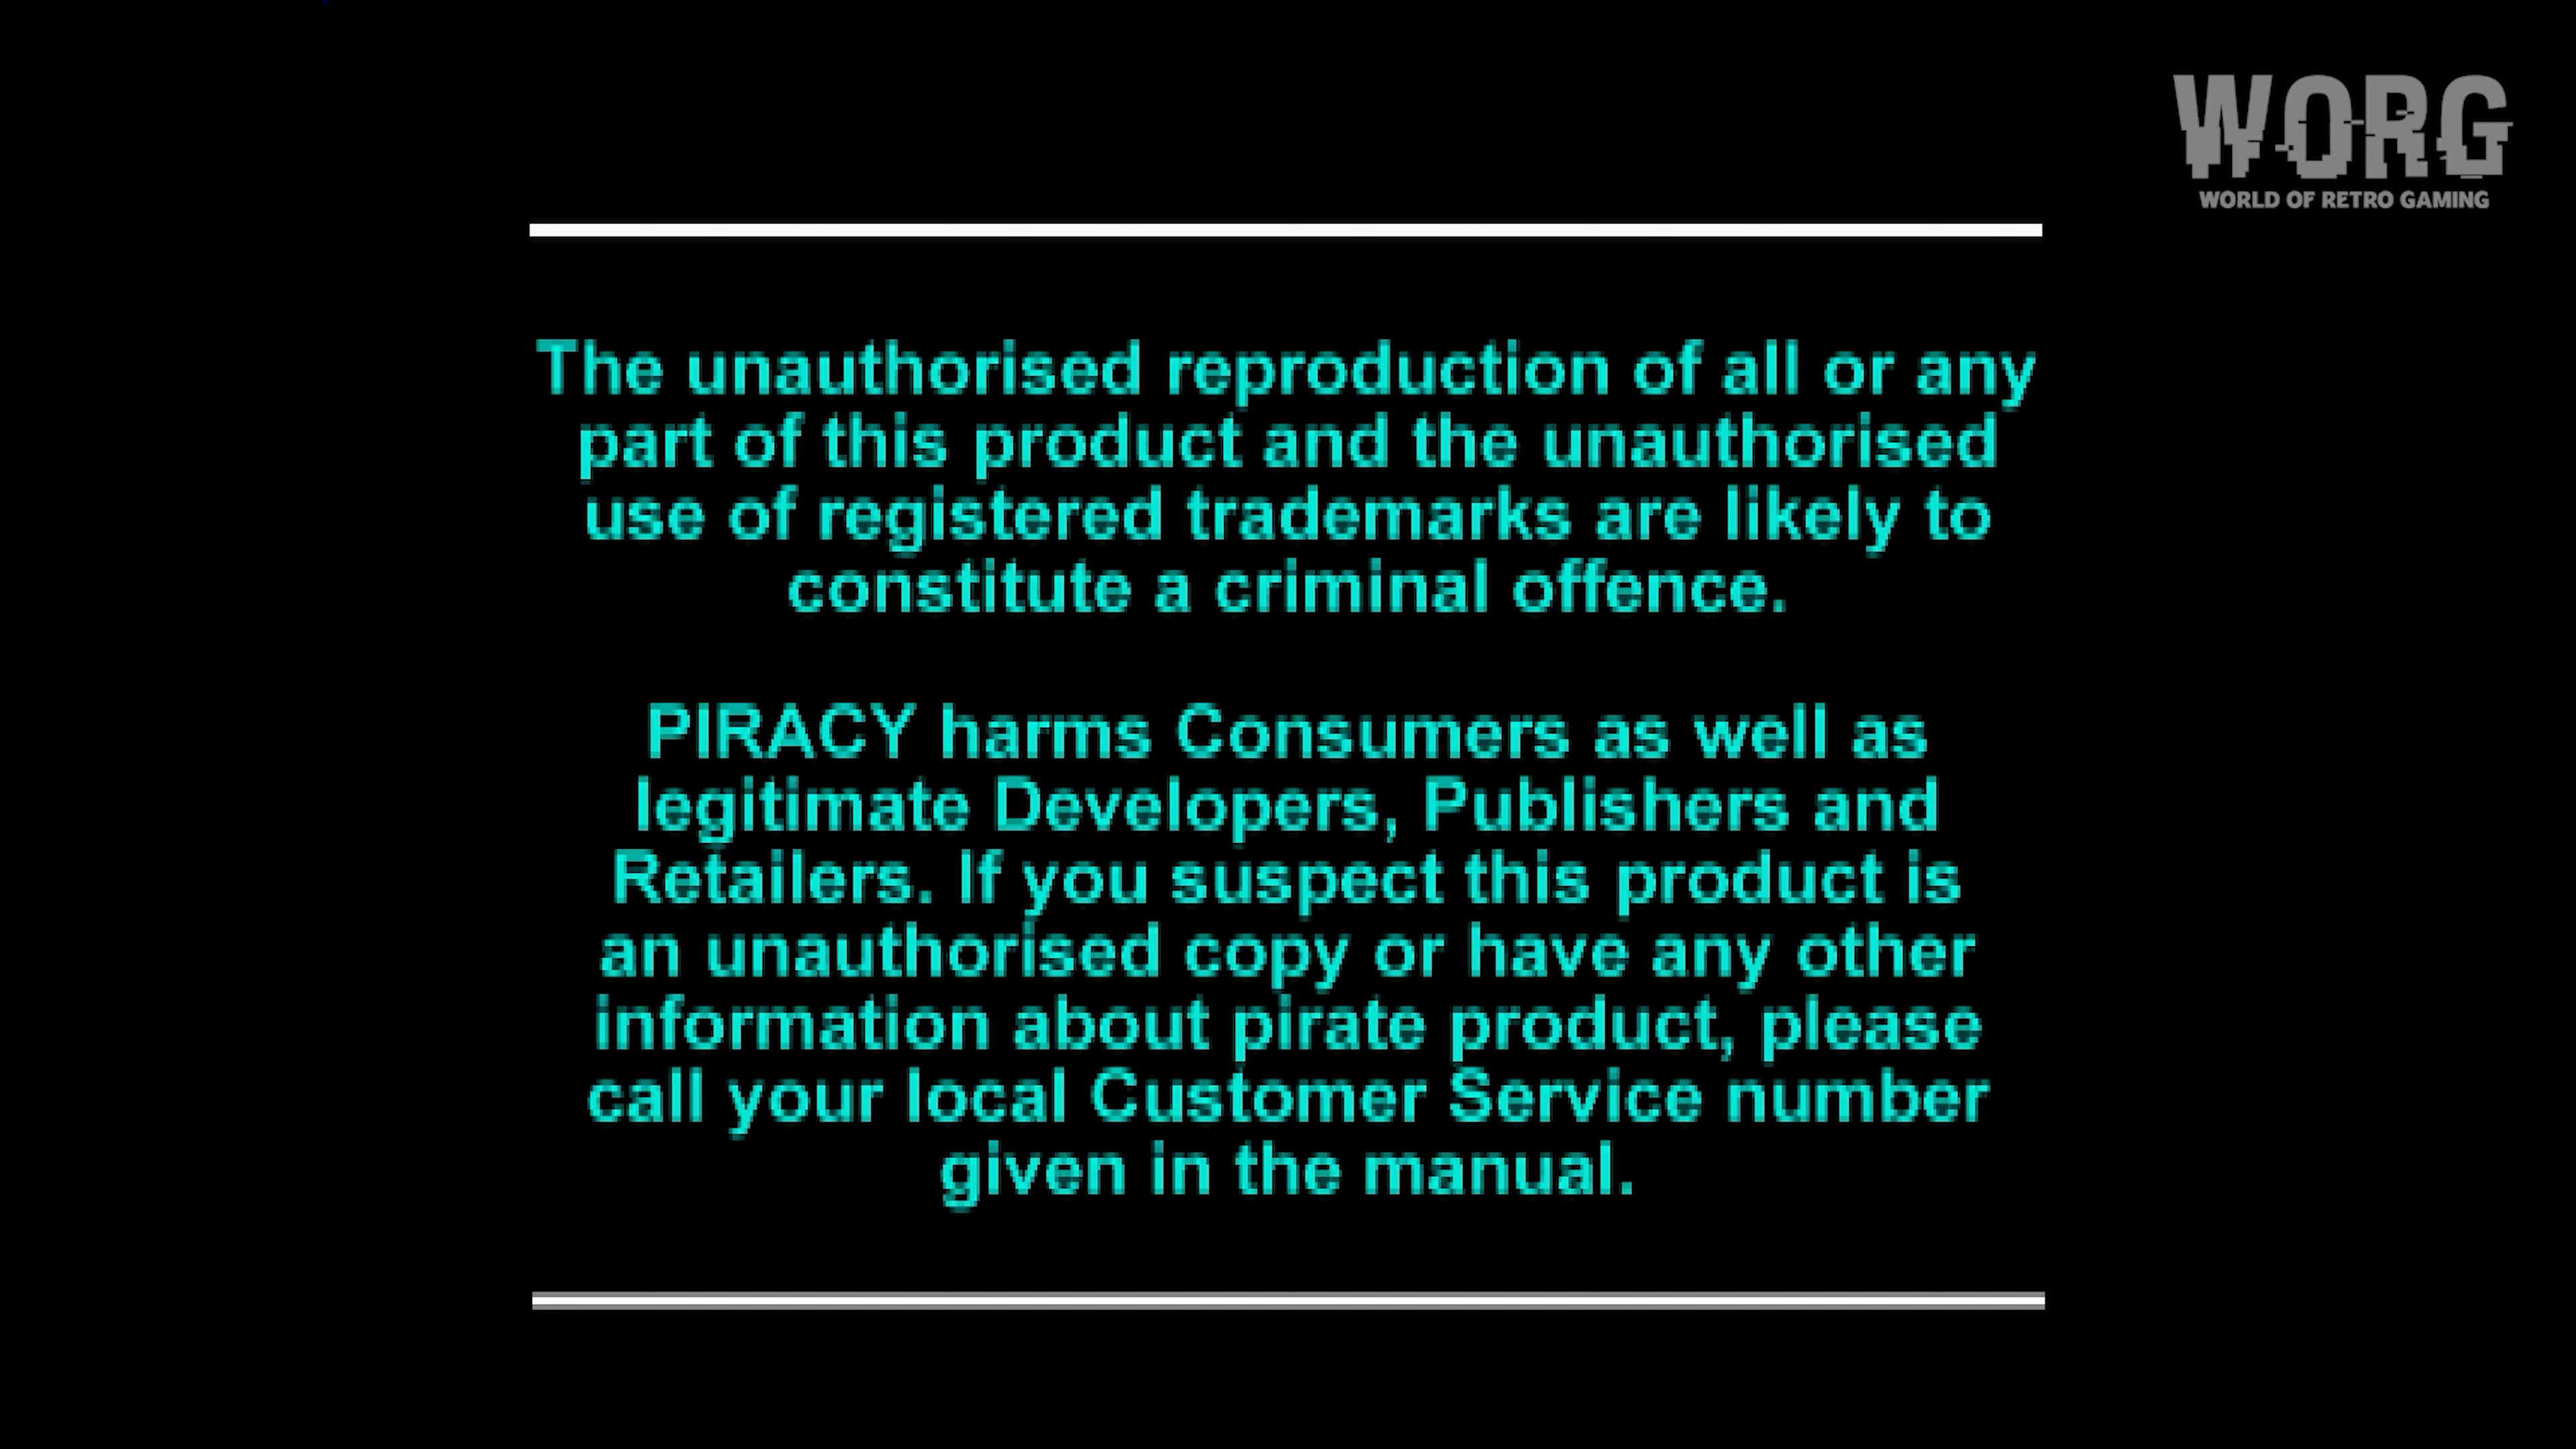 WORG
WORLD OF RETRO GAMING
The unauthorised reproduction of all or any
part of this product and the unauthorised
use of registered trademarks are likely to
constitute a criminal offence.
PIRACY harms Consumers as well as
legitimate Developers, Publishers and
Retailers. If you suspect this product is
an unauthorised copy or have any other
information about pirate product, please
call your local Customer Service number
given in the manual.